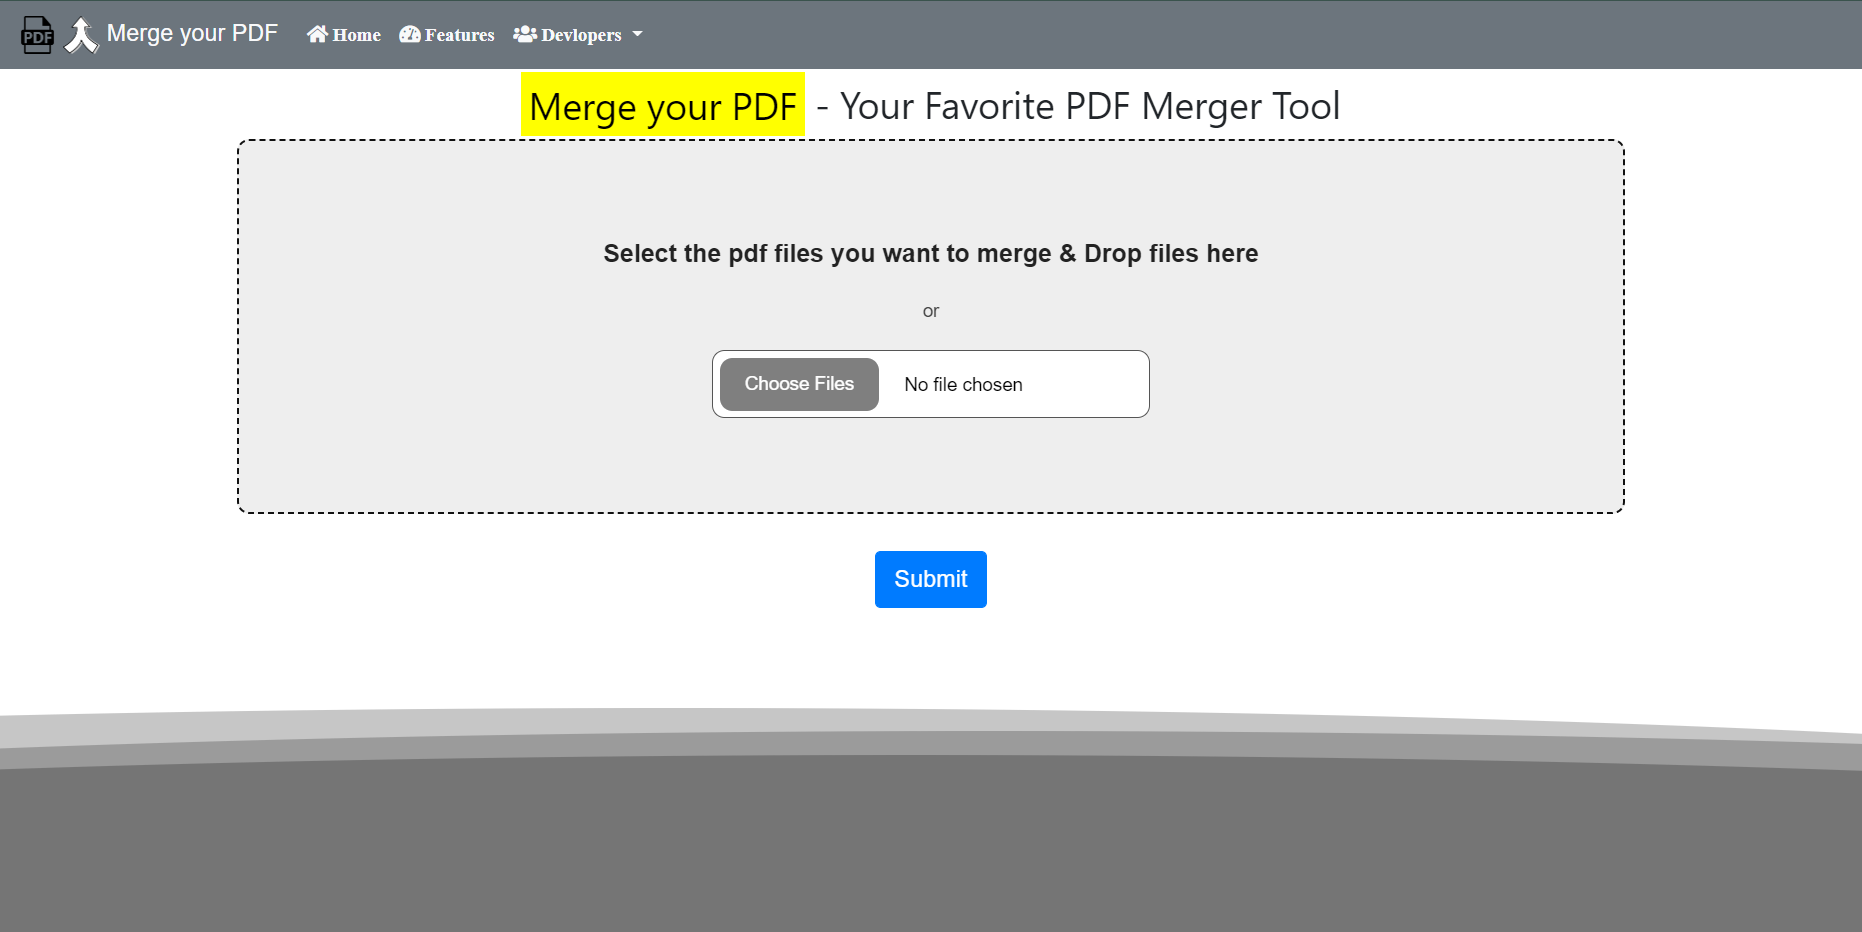 PDF Merge your PDF Home Features Devlopers
Merge your PDF - Your Favorite PDF Merger Tool
Select the pdf files you want to merge & Drop files here
or
Choose Files No file chosen
Submit